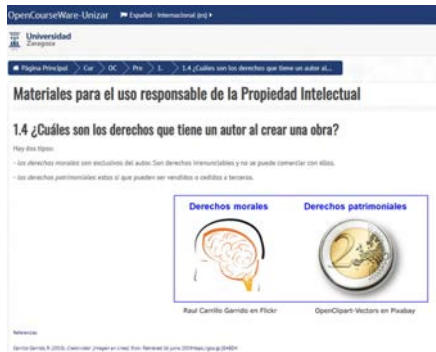 OpenCourseWare-Unizar Español - Internacional (es)
Universidad
Zaragoza
Página Principal Cur OC Pro 1. 1.4 ¿Cuáles son los derechos que tiene un autor al...
Materiales para el uso responsable de la Propiedad Intelectual
1.4 ¿Cuáles son los derechos que tiene un autor al crear una obra?
Hay dos tipos:
- los derechos morales son exclusivos del autor. Son derechos irrenunciables y no se puede comerciar con ellos.
- los derechos patrimoniales estos sí que pueden ser vendidos o cedidos a terceros.
Derechos morales Derechos patrimoniales
2 EURO
Raul Carrillo Garrido en Flickr OpenClipart-Vectors en Pixabay
Referencias